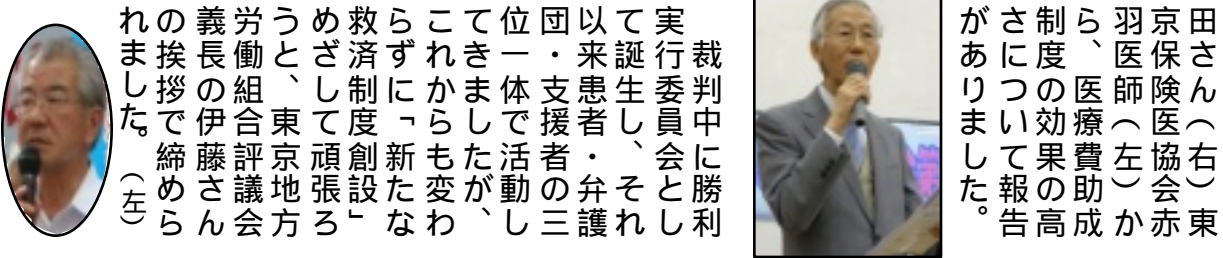 田さん（右）東
京保険医協会赤
羽医師（左）か
ら、医療費助成
制度の効果の高
さについて報告
がありました。
裁判中に勝利
実行委員会とし
て誕生し、それ
以来患者・弁護
団・支援者の三
位一体で活動し
てきましたが、
これからも変わ
らずに「新たな
救済制度創設」
めざして頑張ろ
うと、東京地方
労働組合評議会
義長の伊藤さん
の挨拶で締めら
れました。（左）